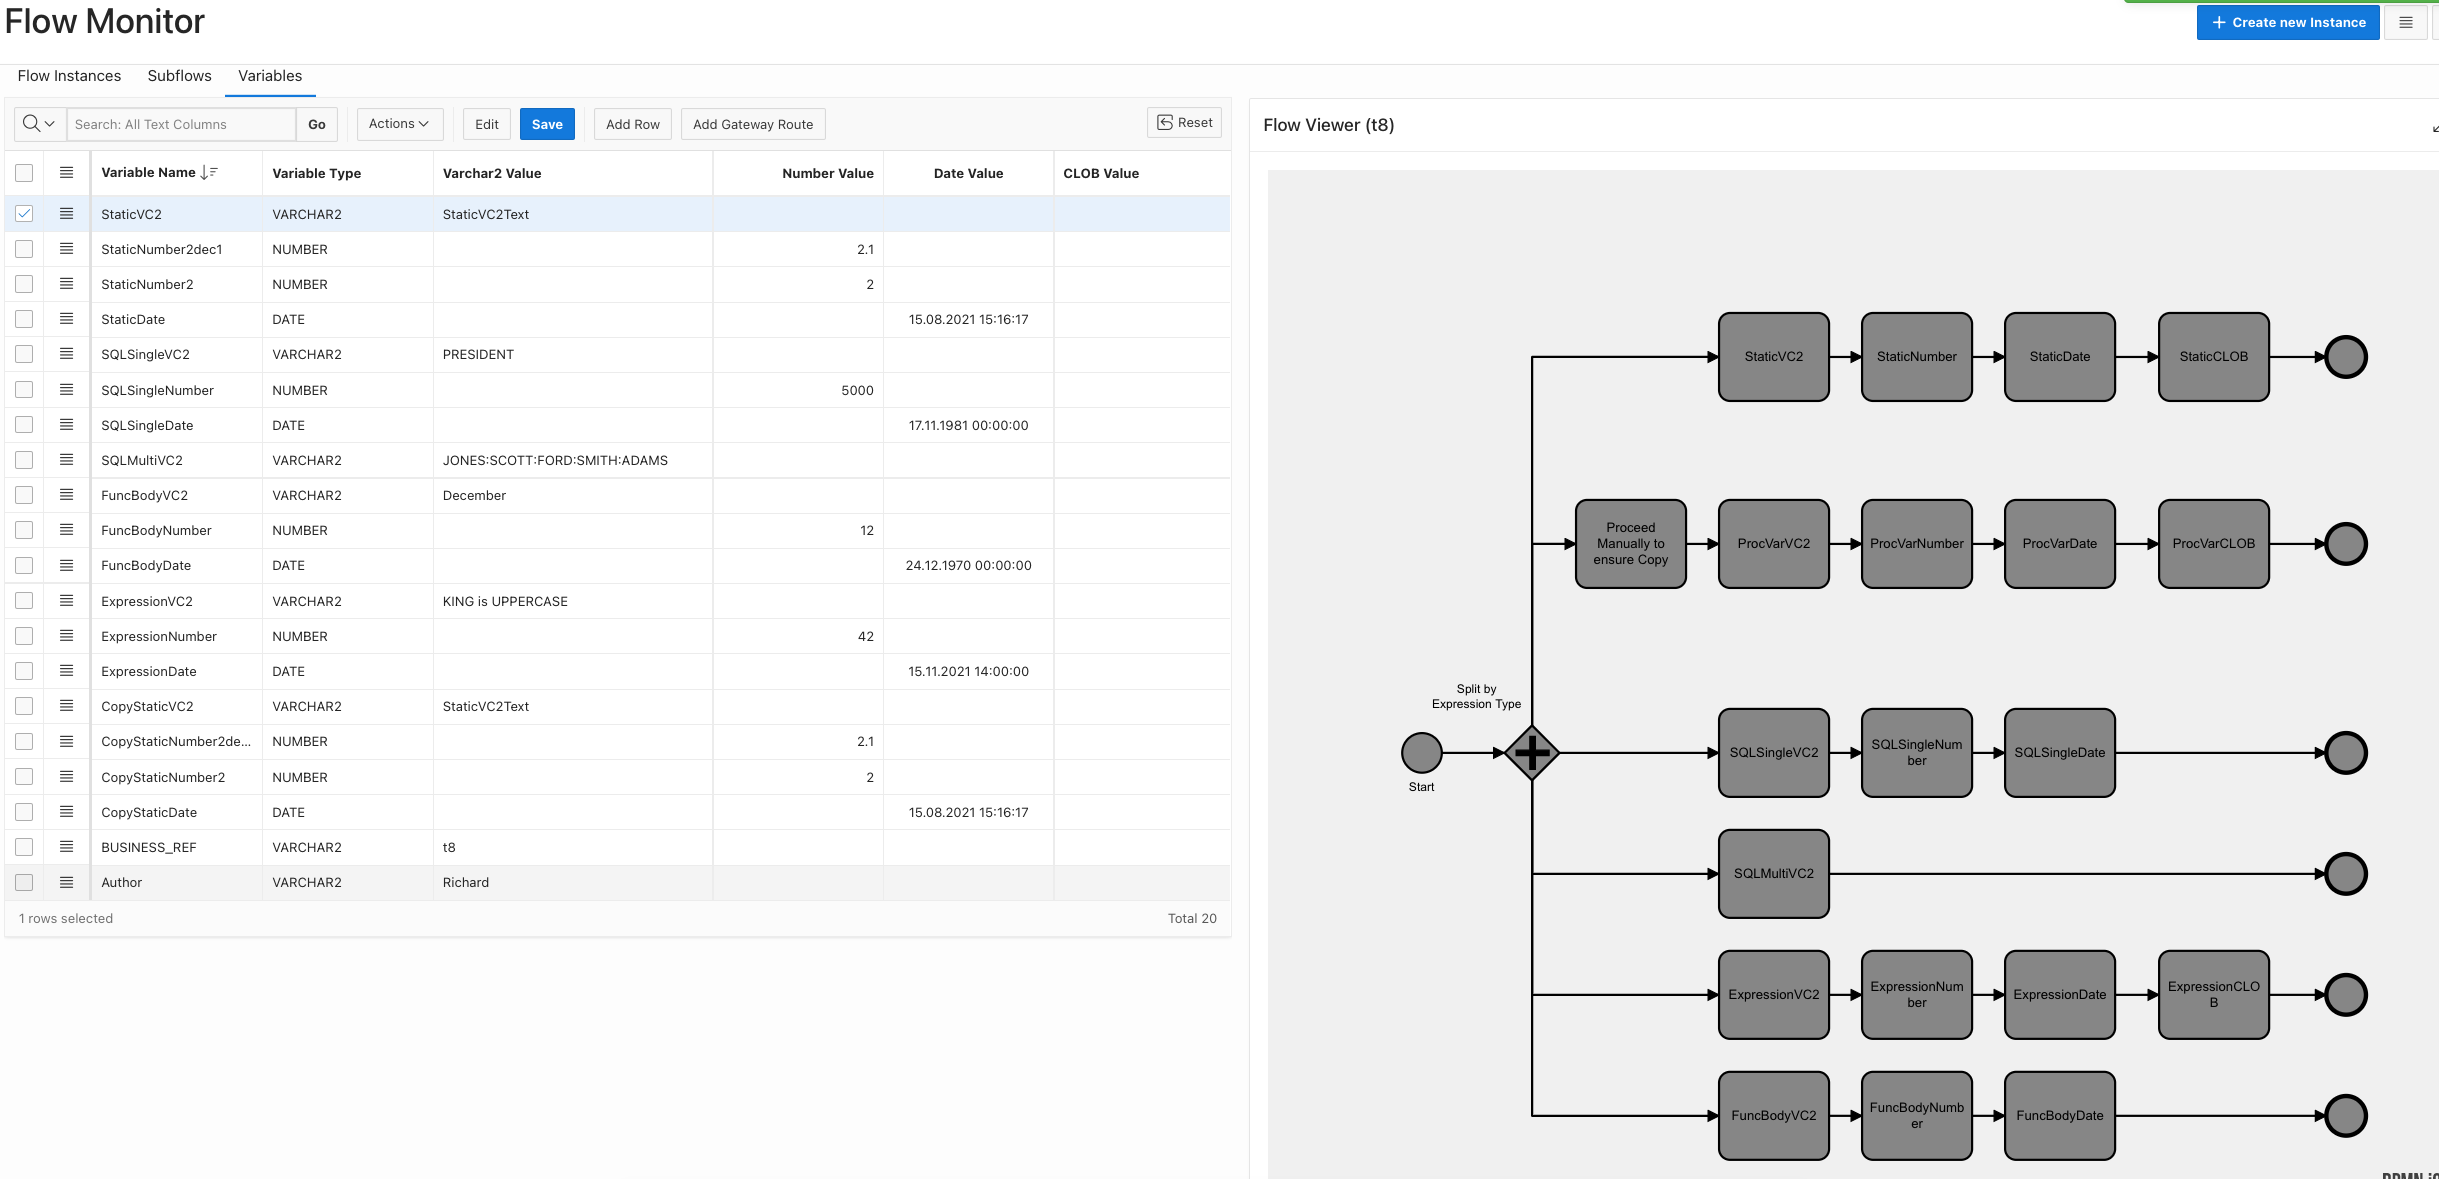 Flow Monitor
Create new Instance
Flow Instances Subflows Variables
Search: All Text Columns Go Actions Edit Save Add Row Add Gateway Route Reset
Variable Name Variable Type Varchar2 Value Number Value Date Value CLOB Value
StaticVC2 VARCHAR2 StaticVC2Text
StaticNumber2dec1 NUMBER 2.1
StaticNumber2 NUMBER 2
StaticDate DATE 15.08.2021 15:16:17
SQLSingleVC2 VARCHAR2 PRESIDENT
SQLSingleNumber NUMBER 5000
SQLSingleDate DATE 17.11.1981 00:00:00
SQLMultiVC2 VARCHAR2 JONES:SCOTT:FORD:SMITH:ADAMS
FuncBodyVC2 VARCHAR2 December
FuncBodyNumber NUMBER 12
FuncBodyDate DATE 24.12.1970 00:00:00
ExpressionVC2 VARCHAR2 KING is UPPERCASE
ExpressionNumber NUMBER 42
ExpressionDate DATE 15.11.2021 14:00:00
CopyStaticVC2 VARCHAR2 StaticVC2Text
CopyStaticNumber2de... NUMBER 2.1
CopyStaticNumber2 NUMBER 2
CopyStaticDate DATE 15.08.2021 15:16:17
BUSINESS_REF VARCHAR2 t8
Author VARCHAR2 Richard
1 rows selected Total 20
Flow Viewer (t8)
StaticVC2 StaticNumber StaticDate StaticCLOB
Proceed
Manually to
ensure Copy
ProcVarVC2 ProcVarNumber ProcVarDate ProcVarCLOB
Split by
Expression Type
Start
SQLSingleVC2
SQLSingleNum
ber
SQLSingleDate
SQLMultiVC2
ExpressionVC2
ExpressionNum
ber
ExpressionDate
ExpressionCLO
B
FuncBodyVC2
FuncBodyNumb
er
FuncBodyDate